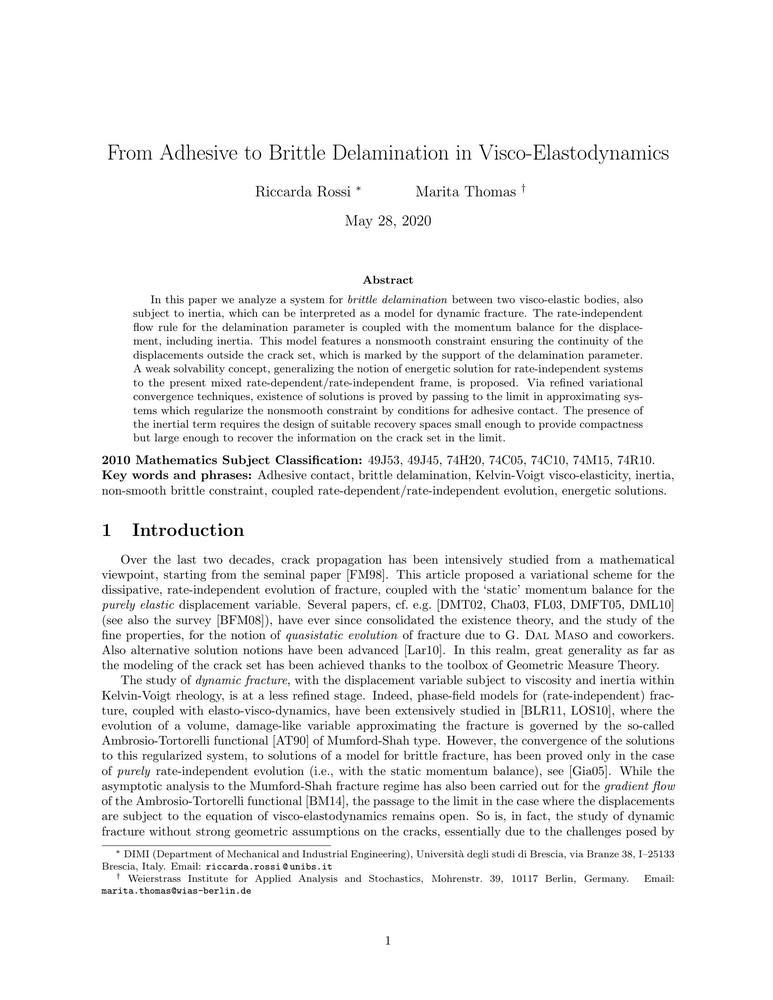 From Adhesive to Brittle Delamination in Visco-Elastodynamics
Riccarda Rossi * Marita Thomas †
May 28, 2020
Abstract
In this paper we analyze a system for brittle delamination between two visco-elastic bodies, also
subject to inertia, which can be interpreted as a model for dynamic fracture. The rate-independent
flow rule for the delamination parameter is coupled with the momentum balance for the displace-
ment, including inertia. This model features a nonsmooth constraint ensuring the continuity of the
displacements outside the crack set, which is marked by the support of the delamination parameter.
A weak solvability concept, generalizing the notion of energetic solution for rate-independent systems
to the present mixed rate-dependent/rate-independent frame, is proposed. Via refined variational
convergence techniques, existence of solutions is proved by passing to the limit in approximating sys-
tems which regularize the nonsmooth constraint by conditions for adhesive contact. The presence of
the inertial term requires the design of suitable recovery spaces small enough to provide compactness
but large enough to recover the information on the crack set in the limit.
2010 Mathematics Subject Classification: 49J53, 49J45, 74H20, 74C05, 74C10, 74M15, 74R10.
Key words and phrases: Adhesive contact, brittle delamination, Kelvin-Voigt visco-elasticity, inertia,
non-smooth brittle constraint, coupled rate-dependent/rate-independent evolution, energetic solutions.
1 Introduction
Over the last two decades, crack propagation has been intensively studied from a mathematical
viewpoint, starting from the seminal paper [FM98]. This article proposed a variational scheme for the
dissipative, rate-independent evolution of fracture, coupled with the ‘static’ momentum balance for the
purely elastic displacement variable. Several papers, cf. e.g. [DMT02, Cha03, FL03, DMFT05, DML10]
(see also the survey [BFM08]), have ever since consolidated the existence theory, and the study of the
fine properties, for the notion of quasistatic evolution of fracture due to G. Dal Maso and coworkers.
Also alternative solution notions have been advanced [Lar10]. In this realm, great generality as far as
the modeling of the crack set has been achieved thanks to the toolbox of Geometric Measure Theory.
The study of dynamic fracture, with the displacement variable subject to viscosity and inertia within
Kelvin-Voigt rheology, is at a less refined stage. Indeed, phase-field models for (rate-independent) frac-
ture, coupled with elasto-visco-dynamics, have been extensively studied in [BLR11, LOS10], where the
evolution of a volume, damage-like variable approximating the fracture is governed by the so-called
Ambrosio-Tortorelli functional [AT90] of Mumford-Shah type. However, the convergence of the solutions
to this regularized system, to solutions of a model for brittle fracture, has been proved only in the case
of purely rate-independent evolution (i.e., with the static momentum balance), see [Gia05]. While the
asymptotic analysis to the Mumford-Shah fracture regime has also been carried out for the gradient flow
of the Ambrosio-Tortorelli functional [BM14], the passage to the limit in the case where the displacements
are subject to the equation of visco-elastodynamics remains open. So is, in fact, the study of dynamic
fracture without strong geometric assumptions on the cracks, essentially due to the challenges posed by
* DIMI (Department of Mechanical and Industrial Engineering), Università degli studi di Brescia, via Branze 38, I–25133
Brescia, Italy. Email: riccarda.rossi@unibs.it
† Weierstrass Institute for Applied Analysis and Stochastics, Mohrenstr. 39, 10117 Berlin, Germany. Email:
marita.thomas@wias-berlin.de
1